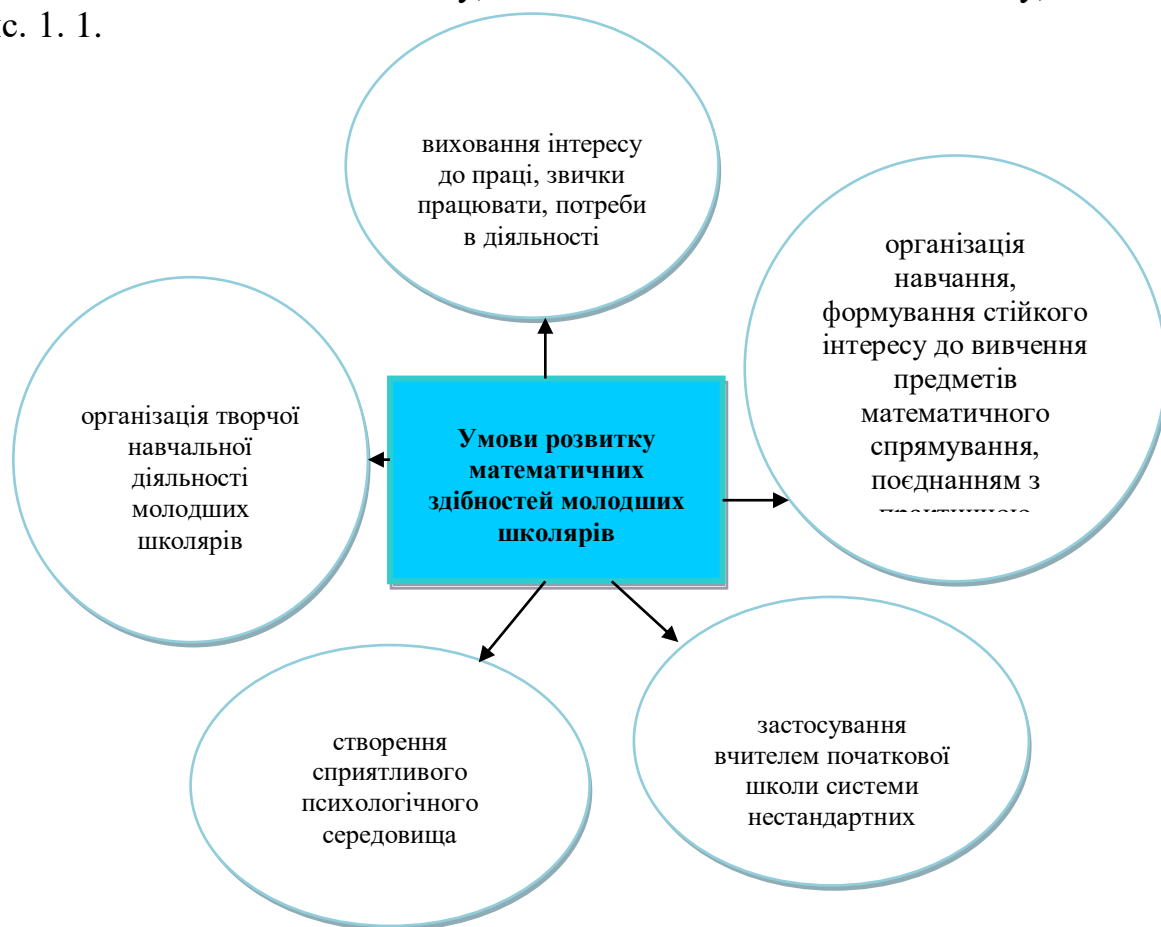 с. 1. 1.
виховання інтересу
до праці, звички
працювати, потреби
в діяльності
організація
навчання,
формування стійкого
інтересу до вивчення
предметів
математичного
спрямування,
поєднанням з
організація творчої
навчальної
діяльності
молодших
школярів
Умови розвитку
математичних
здібностей молодших
школярів
створення
сприятливого
психологічного
середовища
застосування
вчителем початкової
школи системи
нестандартних